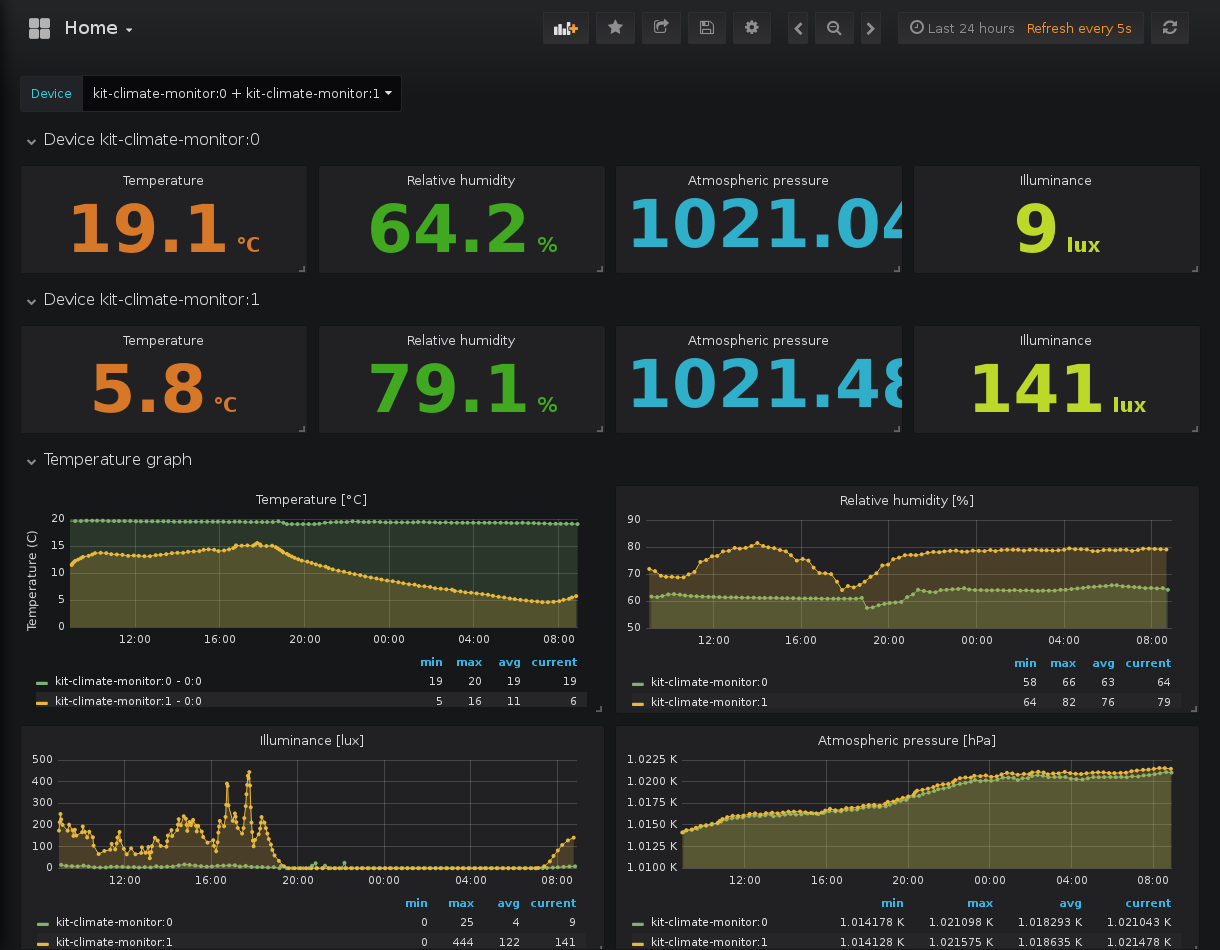 Home
Last 24 hours Refresh every 5s
Device kit-climate-monitor:0 + kit-climate-monitor:1
Device kit-climate-monitor:0
Temperature Relative humidity Atmospheric pressure Illuminance
19.1 °C 64.2 % 1021.04 9 lux
Device kit-climate-monitor:1
Temperature Relative humidity Atmospheric pressure Illuminance
5.8 °C 79.1 % 1021.48 141 lux
Temperature graph
Temperature [°C]
Temperature (C)
20
15
10
5
0
12:00 16:00 20:00 00:00 04:00 08:00
min max avg current
kit-climate-monitor:0 - 0:0 19 20 19 19
kit-climate-monitor:1 - 0:0 5 16 11 6
Relative humidity [%]
90
80
70
60
50
12:00 16:00 20:00 00:00 04:00 08:00
min max avg current
kit-climate-monitor:0 58 66 63 64
kit-climate-monitor:1 64 82 76 79
Illuminance [lux]
500
400
300
200
100
0
12:00 16:00 20:00 00:00 04:00 08:00
min max avg current
kit-climate-monitor:0 0 25 4 9
kit-climate-monitor:1 0 444 122 141
Atmospheric pressure [hPa]
1.0225 K
1.0200 K
1.0175 K
1.0150 K
1.0125 K
1.0100 K
12:00 16:00 20:00 00:00 04:00 08:00
min max avg current
kit-climate-monitor:0 1.014178 K 1.021098 K 1.018293 K 1.021043 K
kit-climate-monitor:1 1.014128 K 1.021575 K 1.018635 K 1.021478 K